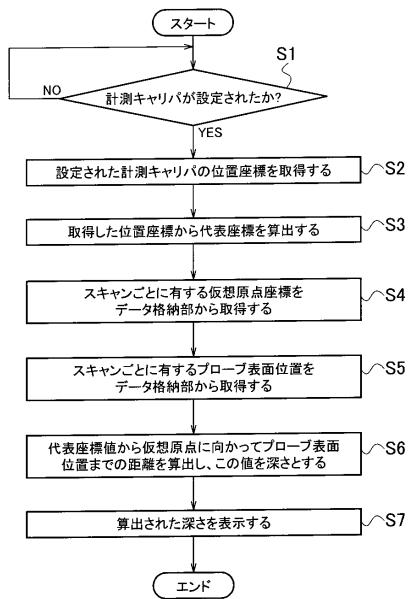 スタート
S1
計測キャリパが設定されたか?
NO
YES
設定された計測キャリパの位置座標を取得する
S2
取得した位置座標から代表座標を算出する
S3
スキャンごとに有する仮想原点座標を
データ格納部から取得する
S4
スキャンごとに有するプローブ表面位置を
データ格納部から取得する
S5
代表座標値から仮想原点に向かってプローブ表面
位置までの距離を算出し、この値を深さとする
S6
算出された深さを表示する
S7
エンド